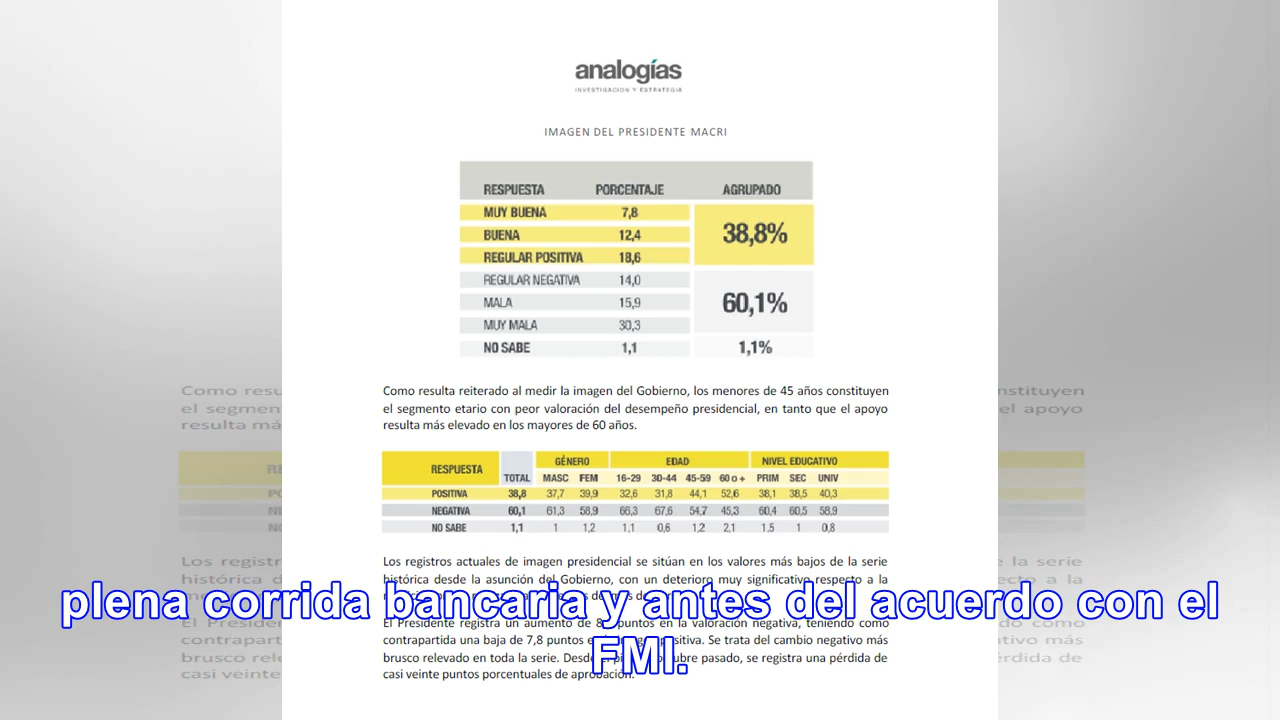 analogías
INVESTIGACION Y ESTRATEGIA
IMAGEN DEL PRESIDENTE MACRI
RESPUESTA PORCENTAJE AGRUPADO
MUY BUENA 7,8
38,8%
BUENA 12,4
REGULAR POSITIVA 18,6
REGULAR NEGATIVA 14,0
60,1%
MALA 15,9
MUY MALA 30,3
NO SABE 1,1 1,1%
Como resulta reiterado al medir la imagen del Gobierno, los menores de 45 años constituyen
el segmento etario con peor valoración del desempeño presidencial, en tanto que el apoyo
resulta más elevado en los mayores de 60 años.
GÉNERO EDAD NIVEL EDUCATIVO
RESPUESTA TOTAL MASC FEM 16-29 30-44 45-59 60 o + PRIM SEC UNIV
POSITIVA 38,8 37,7 39,9 32,6 31,8 44,1 52,6 38,1 38,5 40,3
NEGATIVA 60,1 61,3 58,9 66,3 67,6 54,7 45,3 60,4 60,5 58,9
NO SABE 1,1 1 1,2 1,1 0,6 1,2 2,1 1,5 1 0,8
Los registros actuales de imagen presidencial se sitúan en los valores más bajos de la serie
histórica desde la asunción del Gobierno, con un deterioro muy significativo respecto a la
plena corrida bancaria y antes del acuerdo con el
FMI.
El Presidente registra un aumento de puntos en la valoración negativa, teniendo como
contrapartida una baja de 7,8 puntos positiva. Se trata del cambio negativo más
brusco relevado en toda la serie. pasado, se registra una pérdida de
casi veinte puntos porcentuales de aprobación.